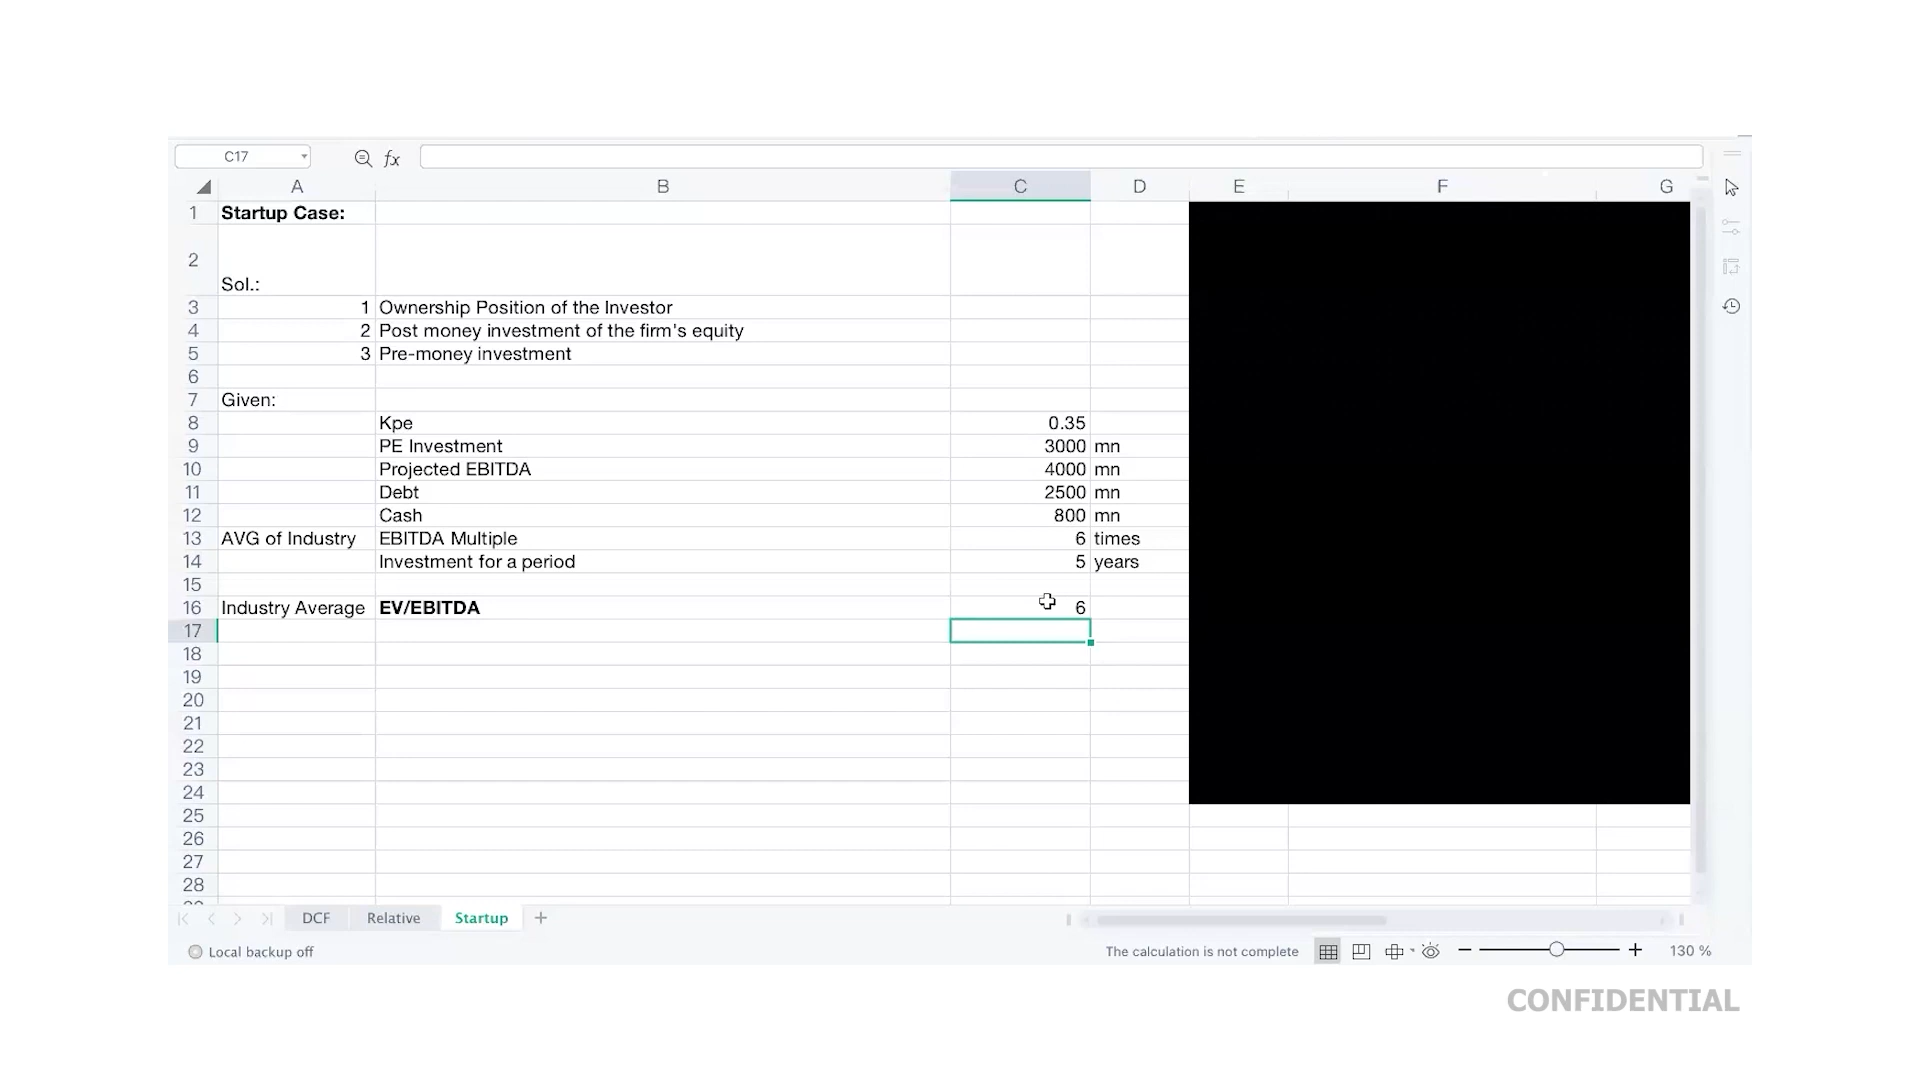 C17 fx
A B C D E F G
1 Startup Case:
2 Sol.:
3 1 Ownership Position of the Investor
4 2 Post money investment of the firm's equity
5 3 Pre-money investment
6
7 Given:
8 Kpe 0.35
9 PE Investment 3000 mn
10 Projected EBITDA 4000 mn
11 Debt 2500 mn
12 Cash 800 mn
13 AVG of Industry EBITDA Multiple 6 times
14 Investment for a period 5 years
15
16 Industry Average EV/EBITDA 6
17
18
19
20
21
22
23
24
25
26
27
28
DCF Relative Startup +
Local backup off The calculation is not complete 130 %
CONFIDENTIAL